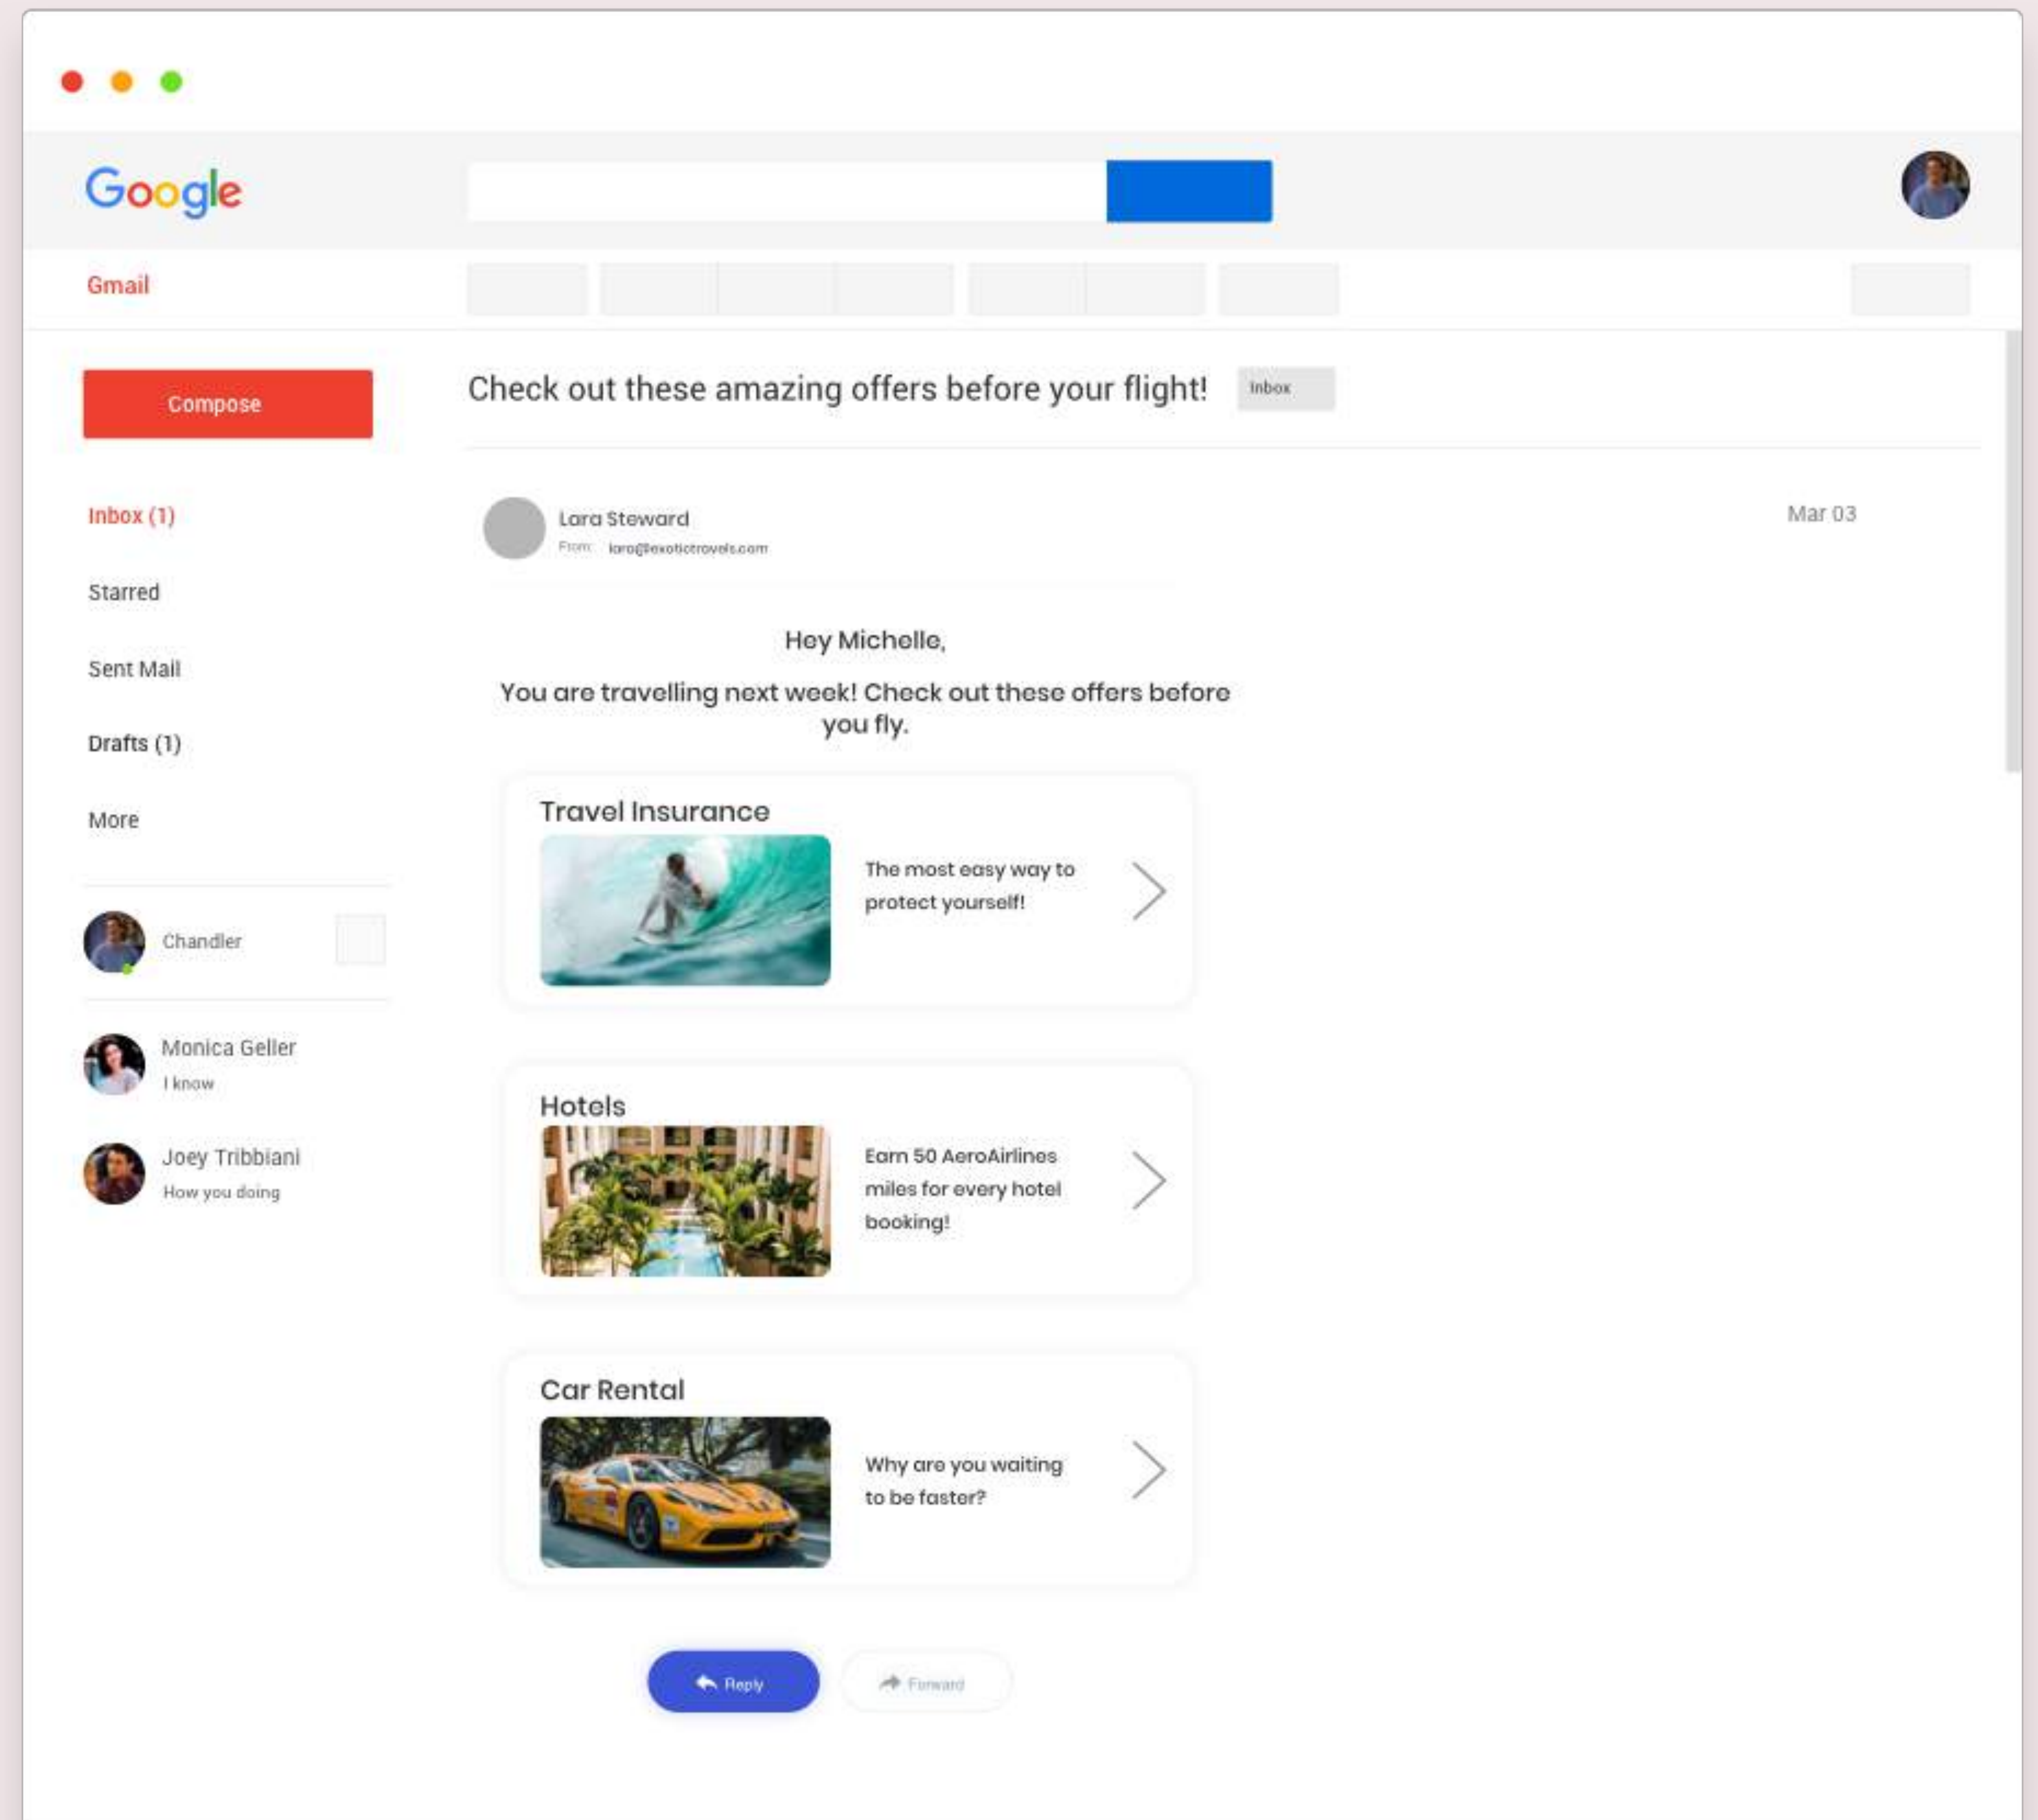 Google
Gmail
Compose
Check out these amazing offers before your flight!
Inbox
Inbox (1)
Starred
Sent Mail
Drafts (1)
More
Chandler
Monica Geller
I know
Joey Tribbiani
How you doing
Lara Steward
From: lara@exotictravels.com
Mar 03
Hey Michelle,
You are travelling next week! Check out these offers before
you fly.
Travel Insurance
The most easy way to
protect yourself!
Hotels
Earn 50 AeroAirlines
miles for every hotel
booking!
Car Rental
Why are you waiting
to be faster?
Reply
Forward